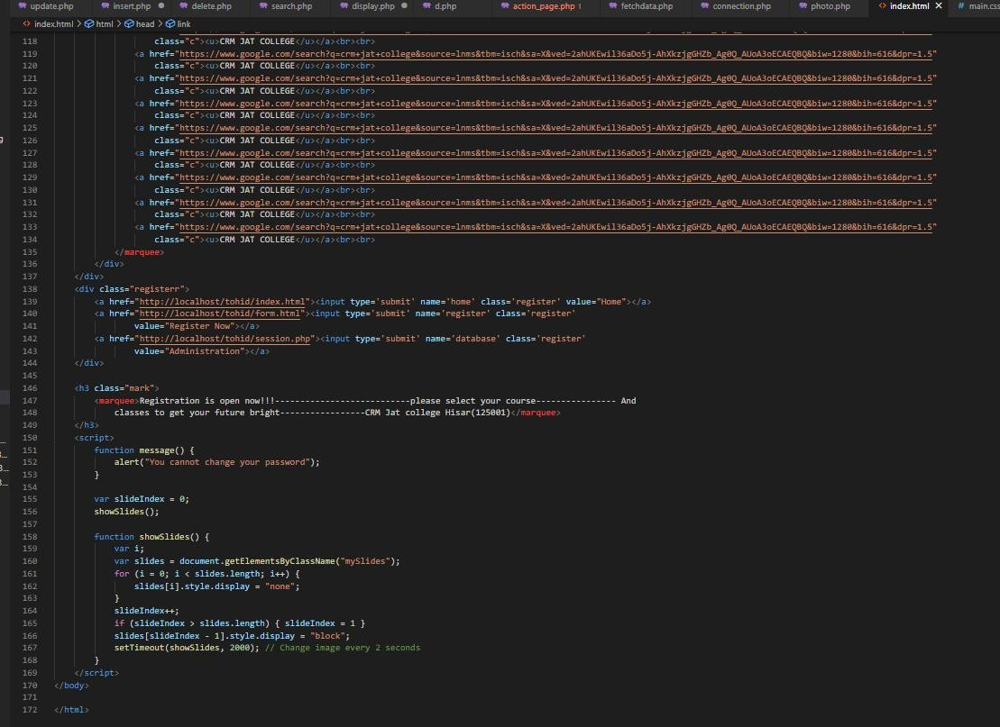 update.php insert.php delete.php search.php display.php d.php action_page.php 1 fetchdata.php connection.php photo.php index.html main.css
index.html > html > head > link
118 class="c"><u>CRM JAT COLLEGE</u></a><br><br>
119 <a href="https://www.google.com/search?q=crm+jat+college&source=lnms&tbm=isch&sa=X&ved=2ahUKEwil36aDo5j-AhXkzjgGHZb_Ag0Q_AUoA3oECAEQBQ&biw=1280&bih=616&dpr=1.5"
120 class="c"><u>CRM JAT COLLEGE</u></a><br><br>
121 <a href="https://www.google.com/search?q=crm+jat+college&source=lnms&tbm=isch&sa=X&ved=2ahUKEwil36aDo5j-AhXkzjgGHZb_Ag0Q_AUoA3oECAEQBQ&biw=1280&bih=616&dpr=1.5"
122 class="c"><u>CRM JAT COLLEGE</u></a><br><br>
123 <a href="https://www.google.com/search?q=crm+jat+college&source=lnms&tbm=isch&sa=X&ved=2ahUKEwil36aDo5j-AhXkzjgGHZb_Ag0Q_AUoA3oECAEQBQ&biw=1280&bih=616&dpr=1.5"
124 class="c"><u>CRM JAT COLLEGE</u></a><br><br>
125 <a href="https://www.google.com/search?q=crm+jat+college&source=lnms&tbm=isch&sa=X&ved=2ahUKEwil36aDo5j-AhXkzjgGHZb_Ag0Q_AUoA3oECAEQBQ&biw=1280&bih=616&dpr=1.5"
126 class="c"><u>CRM JAT COLLEGE</u></a><br><br>
127 <a href="https://www.google.com/search?q=crm+jat+college&source=lnms&tbm=isch&sa=X&ved=2ahUKEwil36aDo5j-AhXkzjgGHZb_Ag0Q_AUoA3oECAEQBQ&biw=1280&bih=616&dpr=1.5"
128 class="c"><u>CRM JAT COLLEGE</u></a><br><br>
129 <a href="https://www.google.com/search?q=crm+jat+college&source=lnms&tbm=isch&sa=X&ved=2ahUKEwil36aDo5j-AhXkzjgGHZb_Ag0Q_AUoA3oECAEQBQ&biw=1280&bih=616&dpr=1.5"
130 class="c"><u>CRM JAT COLLEGE</u></a><br><br>
131 <a href="https://www.google.com/search?q=crm+jat+college&source=lnms&tbm=isch&sa=X&ved=2ahUKEwil36aDo5j-AhXkzjgGHZb_Ag0Q_AUoA3oECAEQBQ&biw=1280&bih=616&dpr=1.5"
132 class="c"><u>CRM JAT COLLEGE</u></a><br><br>
133 <a href="https://www.google.com/search?q=crm+jat+college&source=lnms&tbm=isch&sa=X&ved=2ahUKEwil36aDo5j-AhXkzjgGHZb_Ag0Q_AUoA3oECAEQBQ&biw=1280&bih=616&dpr=1.5"
134 class="c"><u>CRM JAT COLLEGE</u></a><br><br>
135 </marquee>
136 </div>
137 </div>
138 <div class="registerr">
139 <a href="http://localhost/tohid/index.html"><input type='submit' name='home' class='register' value="Home"></a>
140 <a href="http://localhost/tohid/form.html"><input type='submit' name='register' class='register'
141 value="Register Now"></a>
142 <a href="http://localhost/tohid/session.php"><input type='submit' name='database' class='register'
143 value="Administration"></a>
144 </div>
145
146 <h3 class="mark">
147 <marquee>Registration is open now!!!---------------------------please select your course---------------- And
148 classes to get your future bright-----------------CRM Jat college Hisar(125001)</marquee>
149 </h3>
150 <script>
151 function message() {
152 alert("You cannot change your password");
153 }
154
155 var slideIndex = 0;
156 showSlides();
157
158 function showSlides() {
159 var i;
160 var slides = document.getElementsByClassName("mySlides");
161 for (i = 0; i < slides.length; i++) {
162 slides[i].style.display = "none";
163 }
164 slideIndex++;
165 if (slideIndex > slides.length) { slideIndex = 1 }
166 slides[slideIndex - 1].style.display = "block";
167 setTimeout(showSlides, 2000); // Change image every 2 seconds
168 }
169 </script>
170 </body>
171
172 </html>